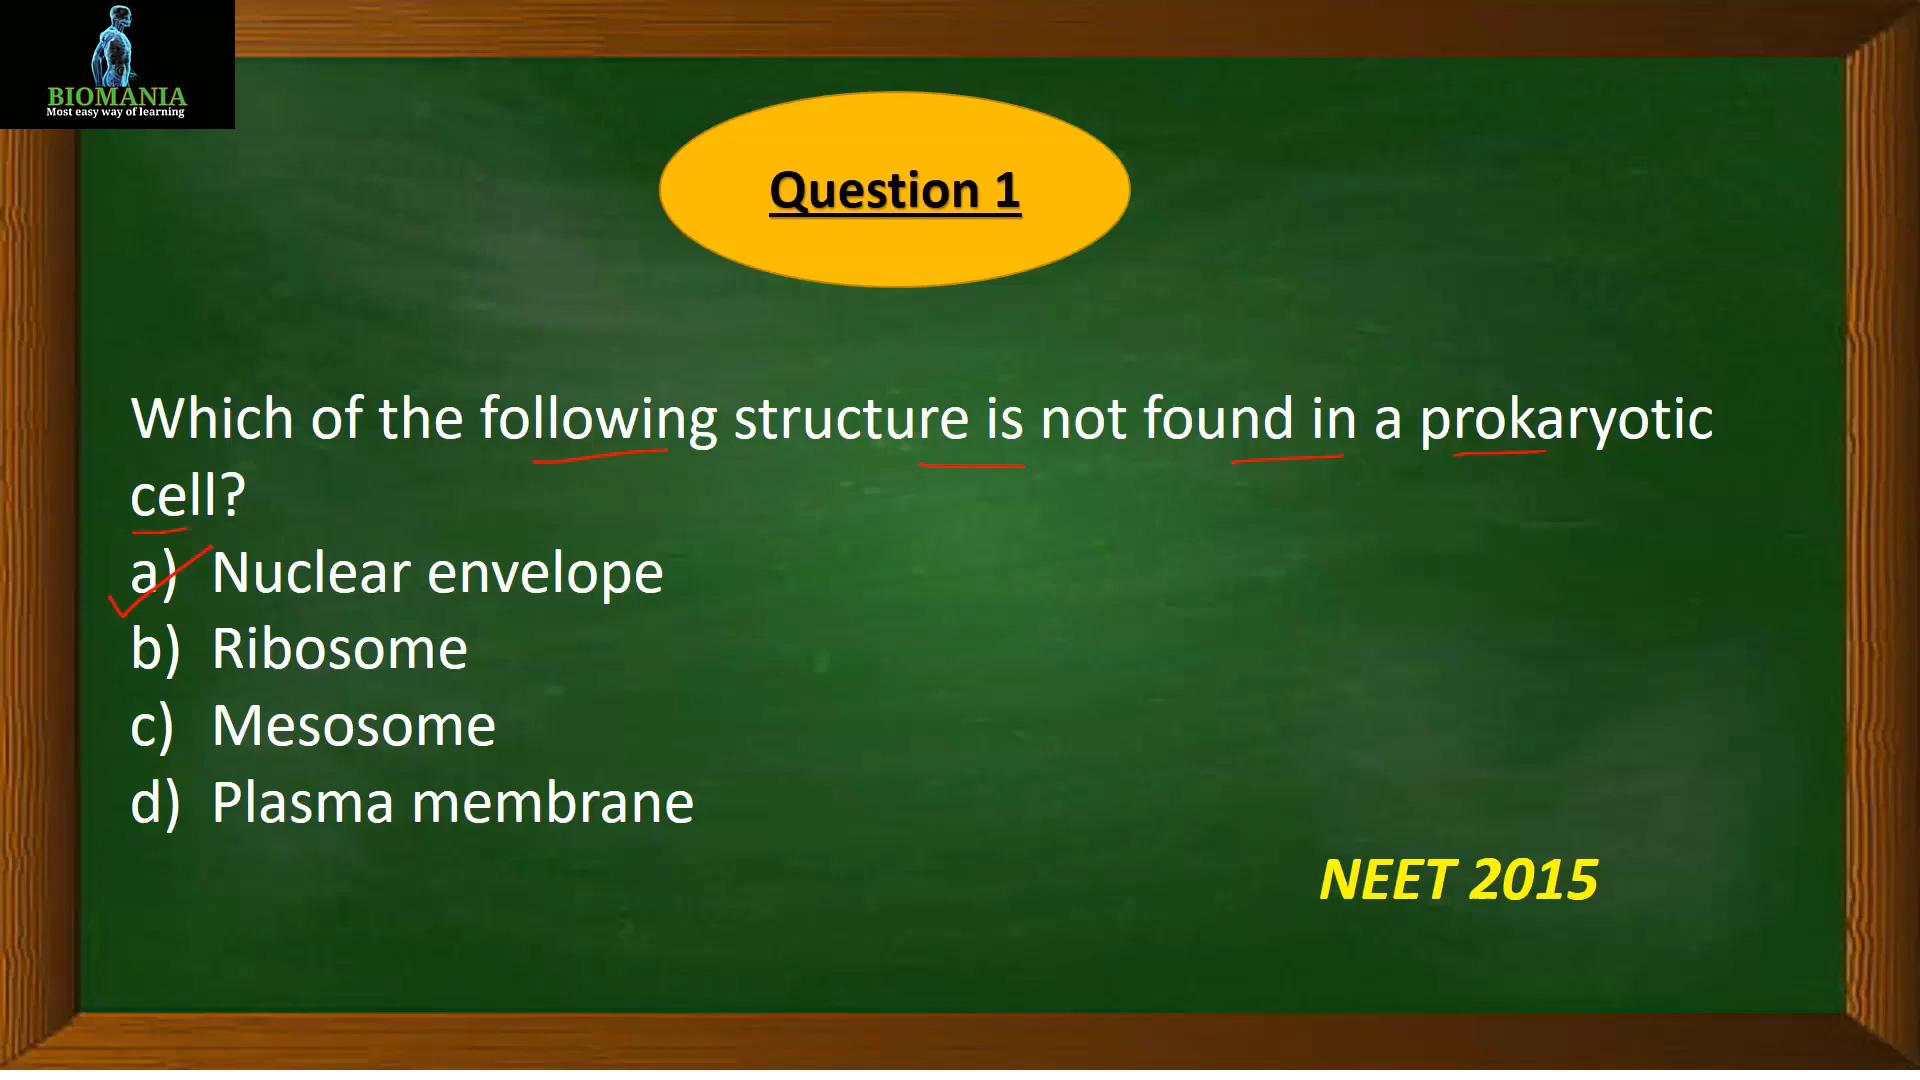 BIOMANIA
Most easy way of learning
Question 1
Which of the following structure is not found in a prokaryotic
cell?
a) Nuclear envelope
b) Ribosome
c) Mesosome
d) Plasma membrane
NEET 2015